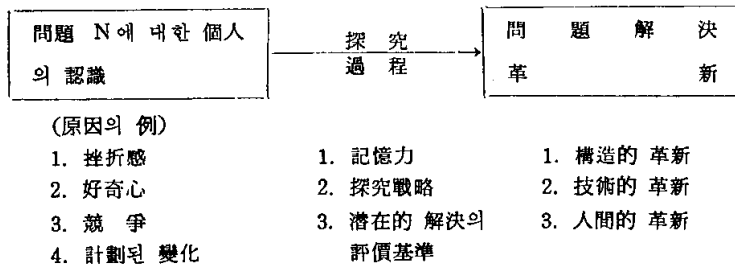 問題 N에 대한 個人
의 認識
探 究
過 程
問 題 解 決
革 新
(原因의 例)
1. 挫折感
2. 好奇心
3. 競 爭
4. 計劃된 變化
1. 記憶力
2. 探究戰略
3. 潛在的 解決의
評價基準
1. 構造的 革新
2. 技術的 革新
3. 人間的 革新